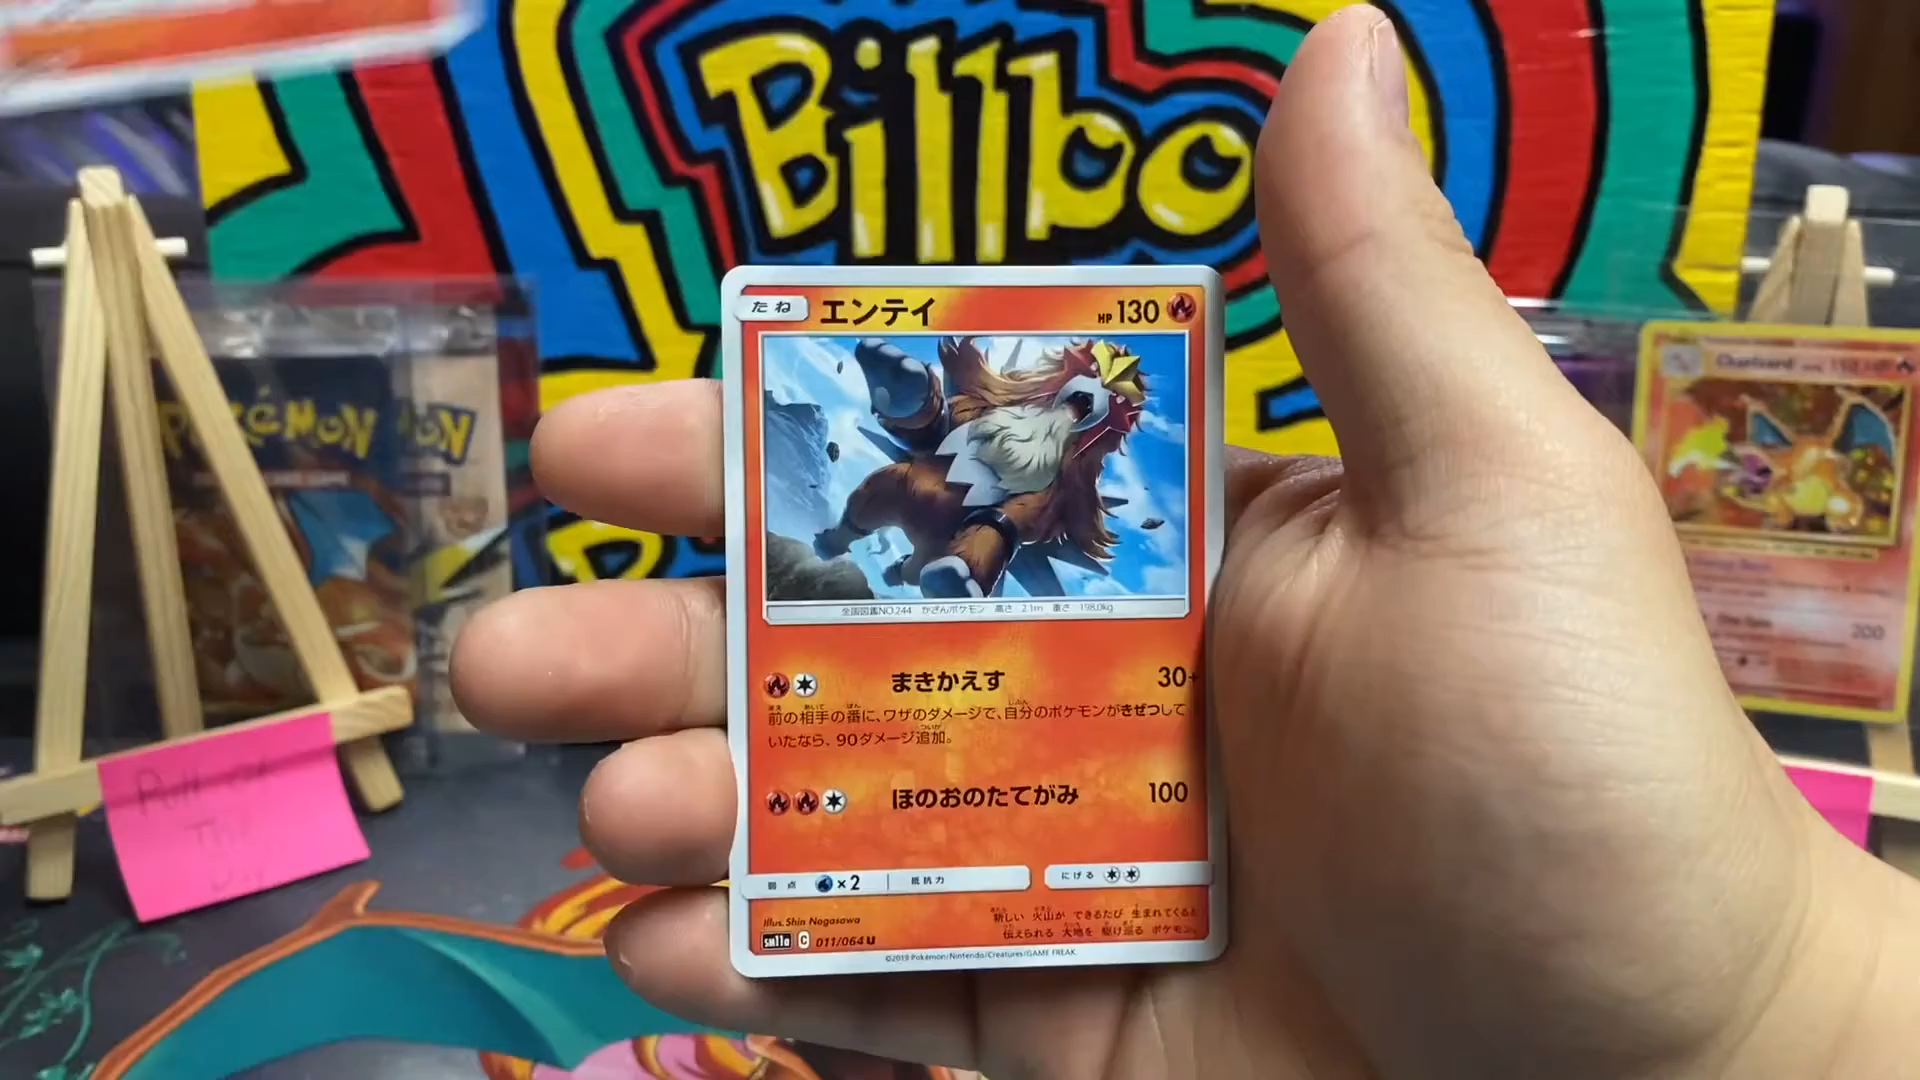 Billbo
たね エンテイ HP 130
全国図鑑NO.244 かざんポケモン 高さ 2.1m 重さ 198.0kg
まきかえす 30+
前の相手の番に、ワザのダメージで、自分のポケモンがきぜつして
いたなら、90ダメージ追加。
ほのおのたてがみ 100
弱点 ×2 抵抗力 にげる
Illus. Shin Nagasawa
新しい 火山が できるたび 生まれてくると
伝えられる 大地を 駆け巡る ポケモン。
sm11a C 011/064 U
©2019 Pokémon/Nintendo/Creatures/GAME FREAK
POKÉMON
Pull of
The
Day
Charizard
200